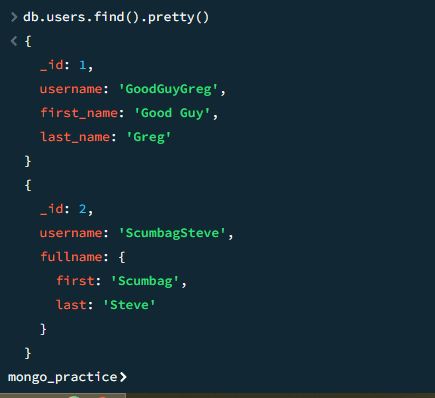 > db.users.find().pretty()
< {
_id: 1,
username: 'GoodGuyGreg',
first_name: 'Good Guy',
last_name: 'Greg'
}
{
_id: 2,
username: 'ScumbagSteve',
fullname: {
first: 'Scumbag',
last: 'Steve'
}
}
mongo_practice>